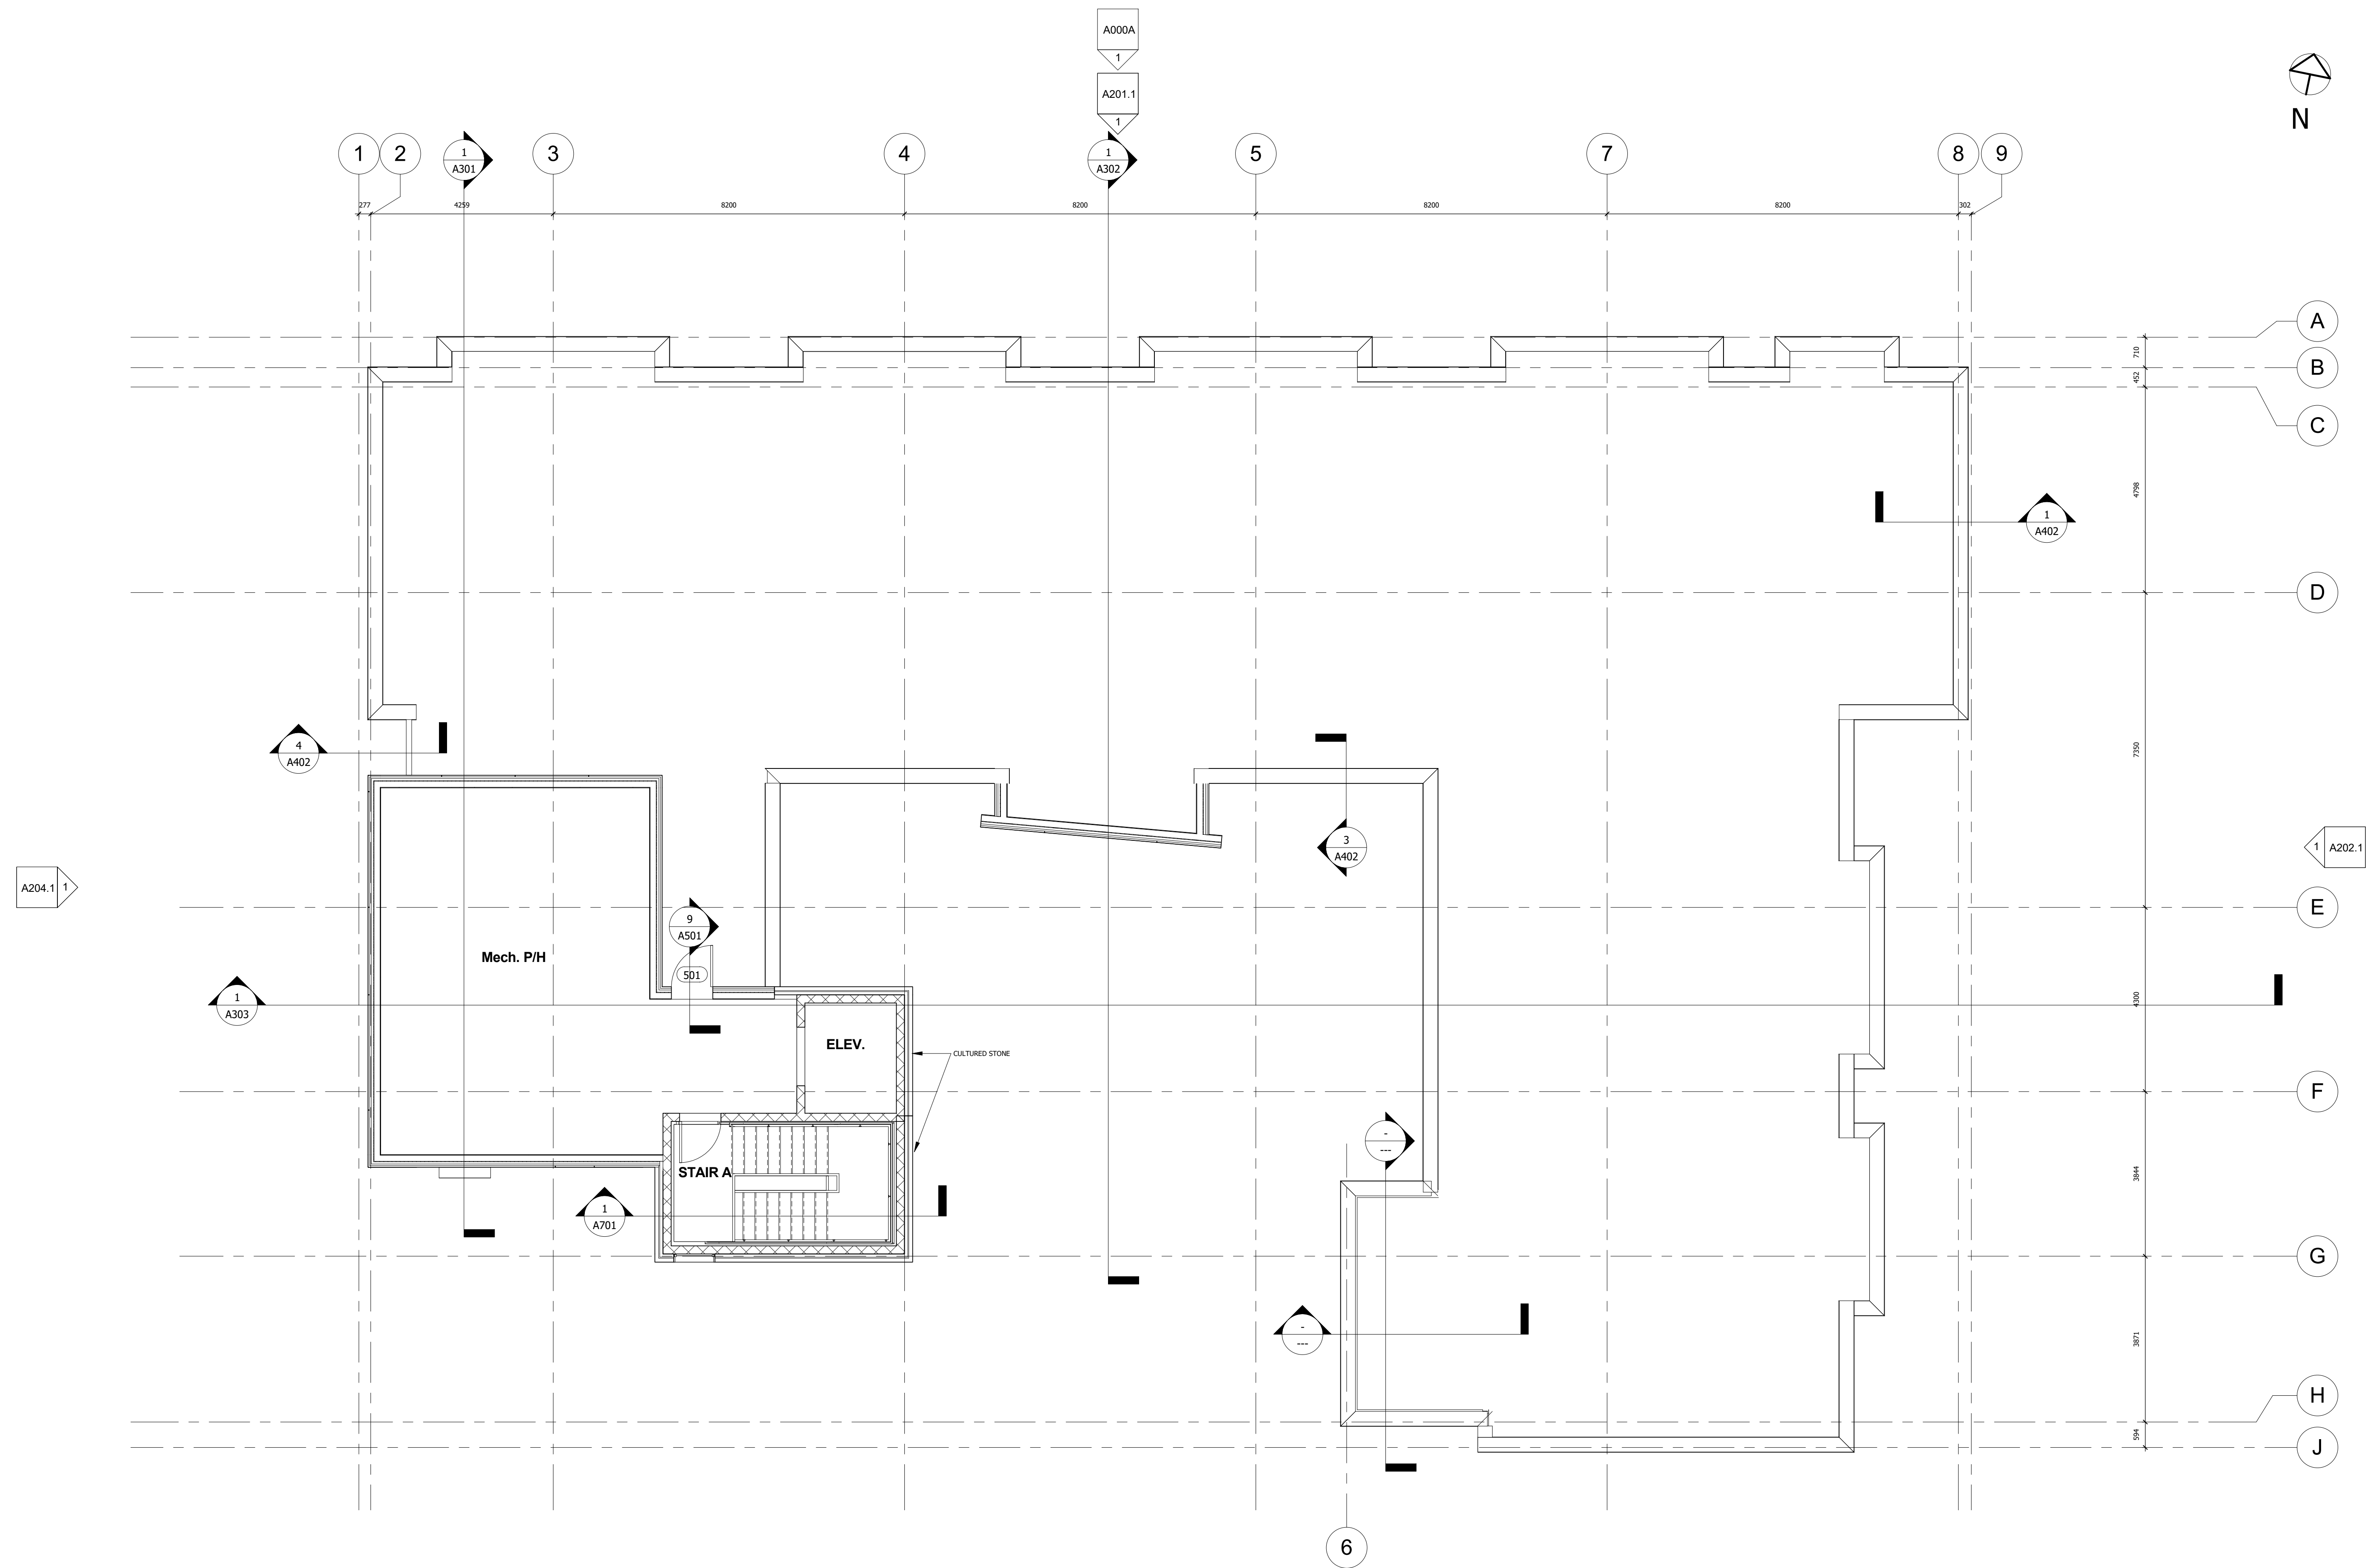 A000A
1
A201.1
1
N
1
2
1
A301
3
4
1
A302
5
7
8
9
277
4259
8200
8200
8200
8200
302
A
710
B
452
C
4798
1
A402
D
4
A402
7350
3
A402
1
A202.1
A204.1
1
E
9
A501
501
Mech. P/H
1
A303
4300
ELEV.
CULTURED STONE
F
-
---
STAIR A
3844
1
A701
G
-
---
3871
H
594
J
6